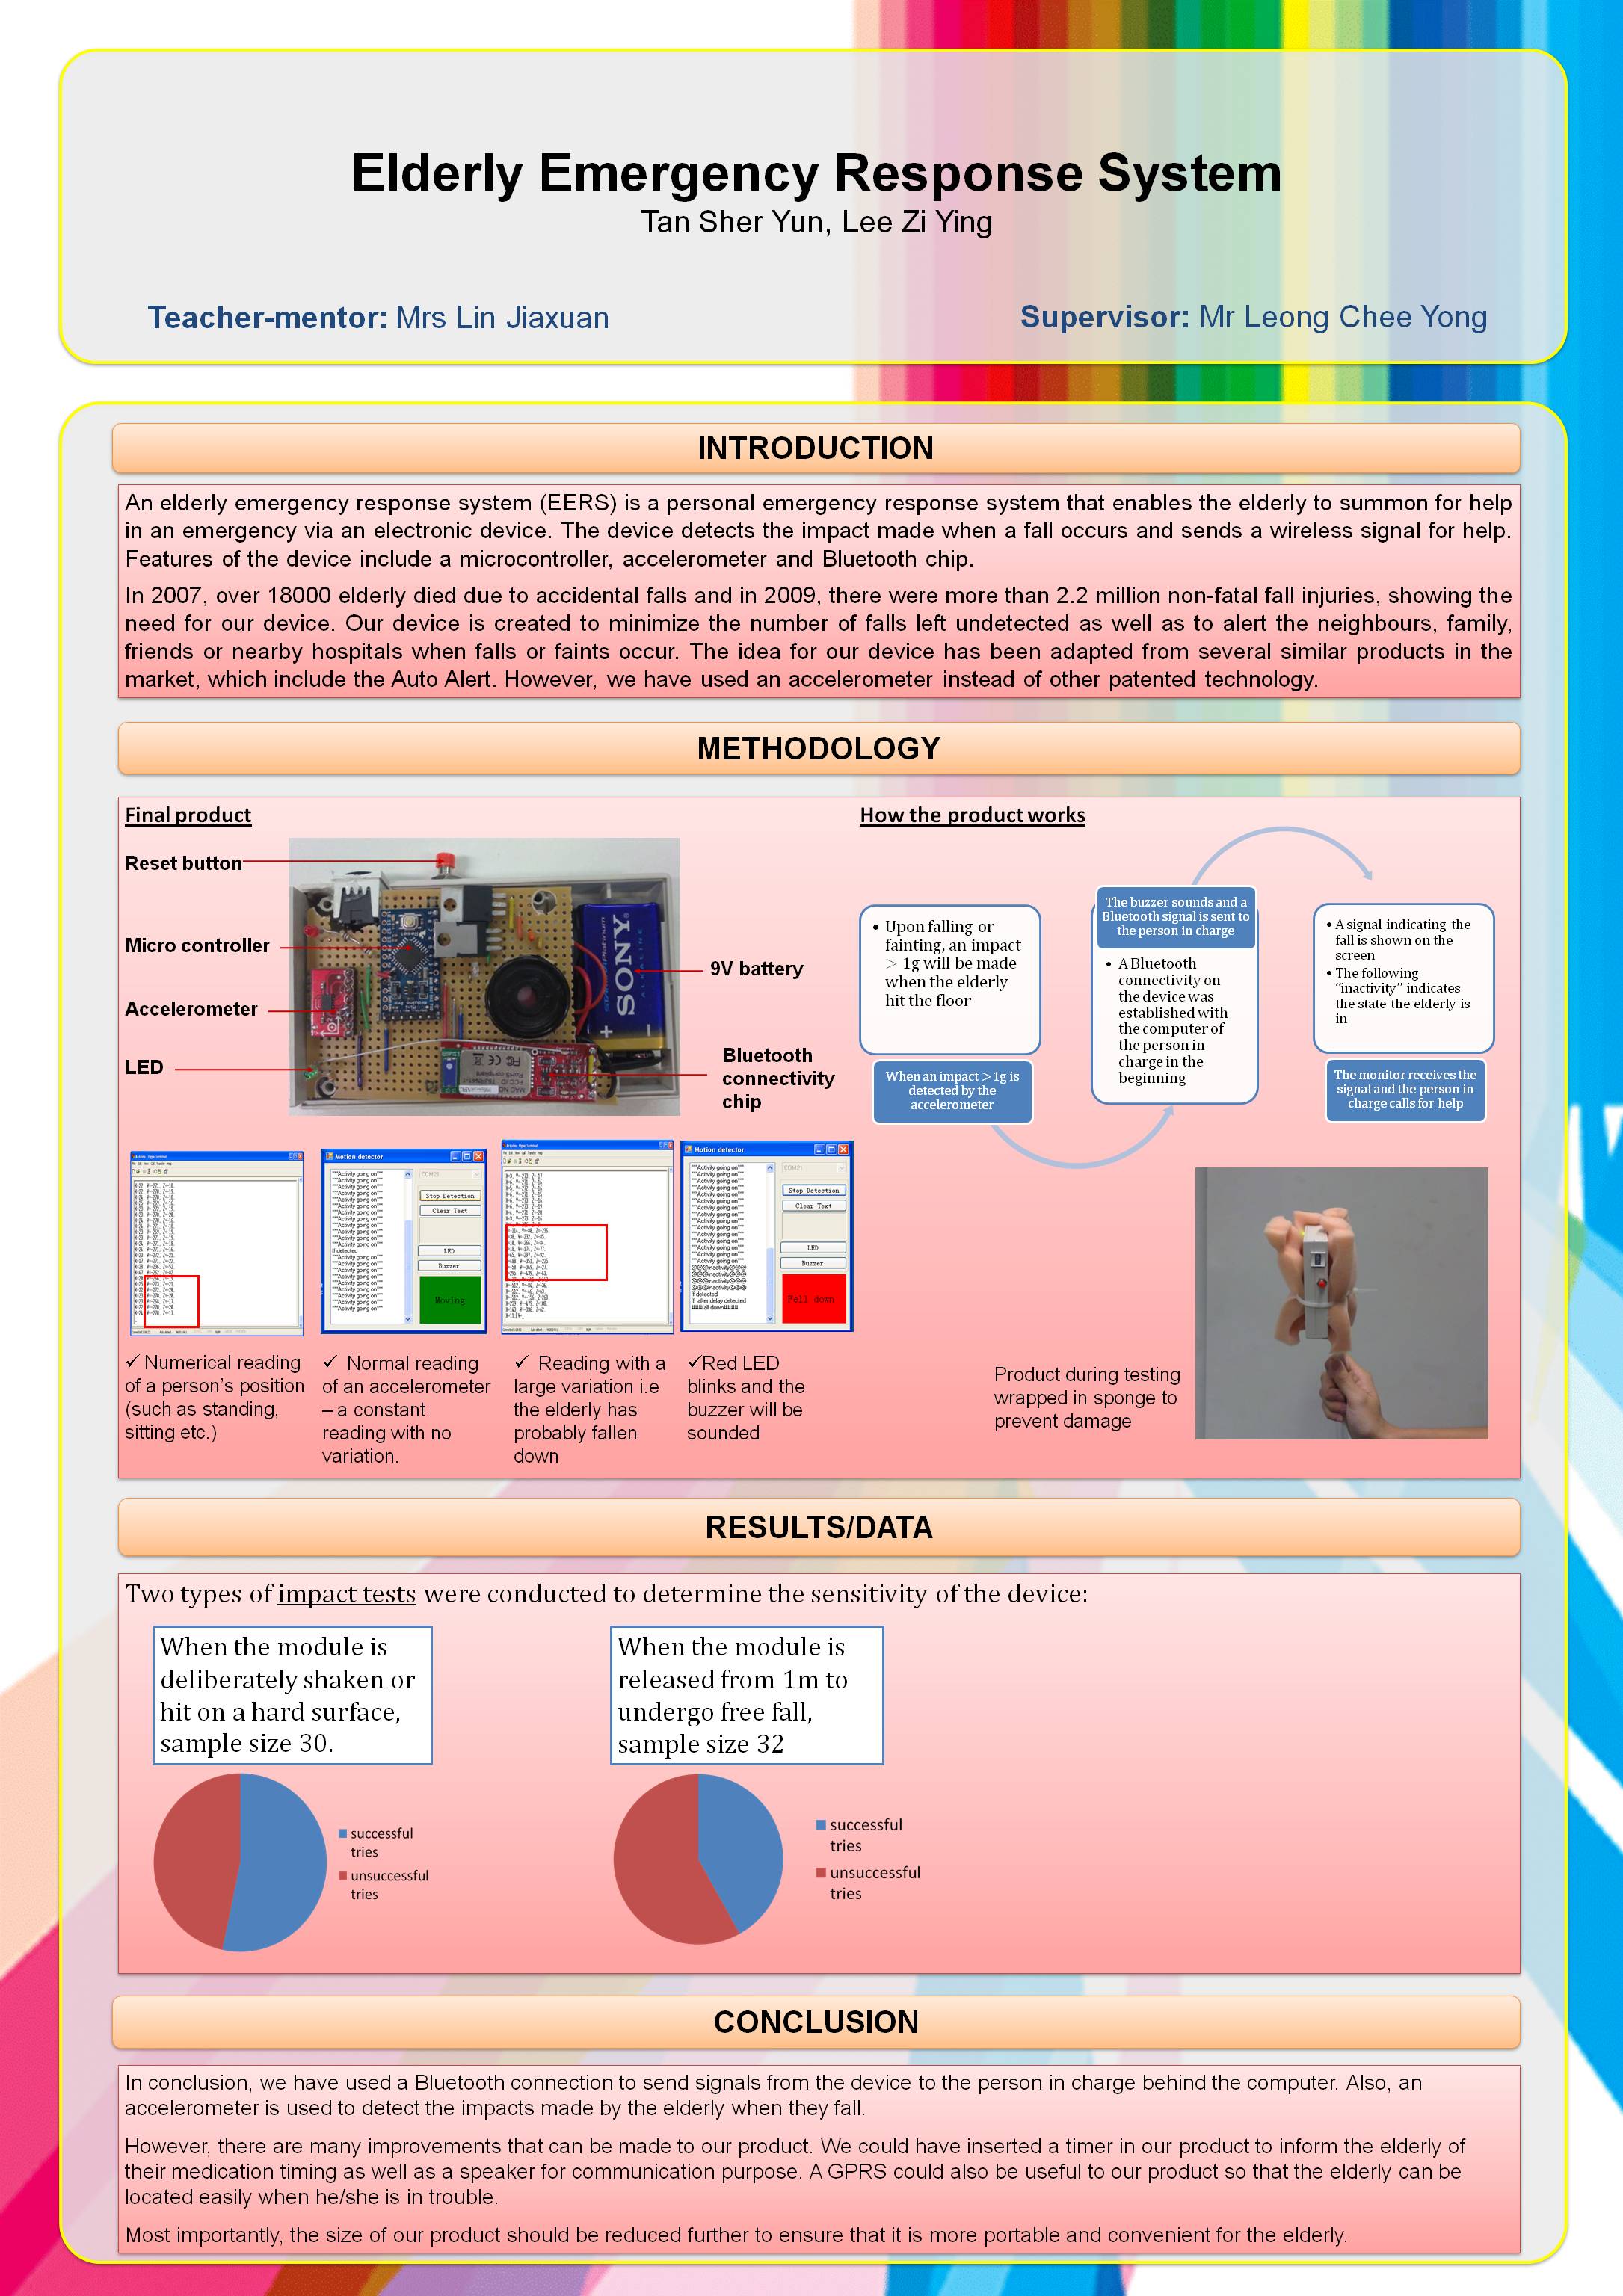 Elderly Emergency Response System
Tan Sher Yun, Lee Zi Ying
Teacher-mentor: Mrs Lin Jiaxuan
Supervisor: Mr Leong Chee Yong
INTRODUCTION
An elderly emergency response system (EERS) is a personal emergency response system that enables the elderly to summon for help
in an emergency via an electronic device. The device detects the impact made when a fall occurs and sends a wireless signal for help.
Features of the device include a microcontroller, accelerometer and Bluetooth chip.
In 2007, over 18000 elderly died due to accidental falls and in 2009, there were more than 2.2 million non-fatal fall injuries, showing the
need for our device. Our device is created to minimize the number of falls left undetected as well as to alert the neighbours, family,
friends or nearby hospitals when falls or faints occur. The idea for our device has been adapted from several similar products in the
market, which include the Auto Alert. However, we have used an accelerometer instead of other patented technology.
METHODOLOGY
Final product
Reset button
Micro controller
Accelerometer
LED
SONY
9V battery
Bluetooth
connectivity
chip
How the product works
• Upon falling or
fainting, an impact
> 1g will be made
when the elderly
hit the floor
When an impact > 1g is
detected by the
accelerometer
The buzzer sounds and a
Bluetooth signal is sent to
the person in charge
• A Bluetooth
connectivity on
the device was
established with
the computer of
the person in
charge in the
beginning
• A signal indicating the
fall is shown on the
screen
• The following
“inactivity” indicates
the state the elderly is
in
The monitor receives the
signal and the person in
charge calls for help
Motion detector
COM21
Stop Detection
Clear Text
LED
Buzzer
Moving
Motion detector
COM21
Stop Detection
Clear Text
LED
Buzzer
Fell down
✓ Numerical reading
of a person’s position
(such as standing,
sitting etc.)
✓ Normal reading
of an accelerometer
– a constant
reading with no
variation.
✓ Reading with a
large variation i.e
the elderly has
probably fallen
down
✓Red LED
blinks and the
buzzer will be
sounded
Product during testing
wrapped in sponge to
prevent damage
RESULTS/DATA
Two types of impact tests were conducted to determine the sensitivity of the device:
When the module is
deliberately shaken or
hit on a hard surface,
sample size 30.
successful
tries
unsuccessful
tries
When the module is
released from 1m to
undergo free fall,
sample size 32
successful
tries
unsuccessful
tries
CONCLUSION
In conclusion, we have used a Bluetooth connection to send signals from the device to the person in charge behind the computer. Also, an
accelerometer is used to detect the impacts made by the elderly when they fall.
However, there are many improvements that can be made to our product. We could have inserted a timer in our product to inform the elderly of
their medication timing as well as a speaker for communication purpose. A GPRS could also be useful to our product so that the elderly can be
located easily when he/she is in trouble.
Most importantly, the size of our product should be reduced further to ensure that it is more portable and convenient for the elderly.